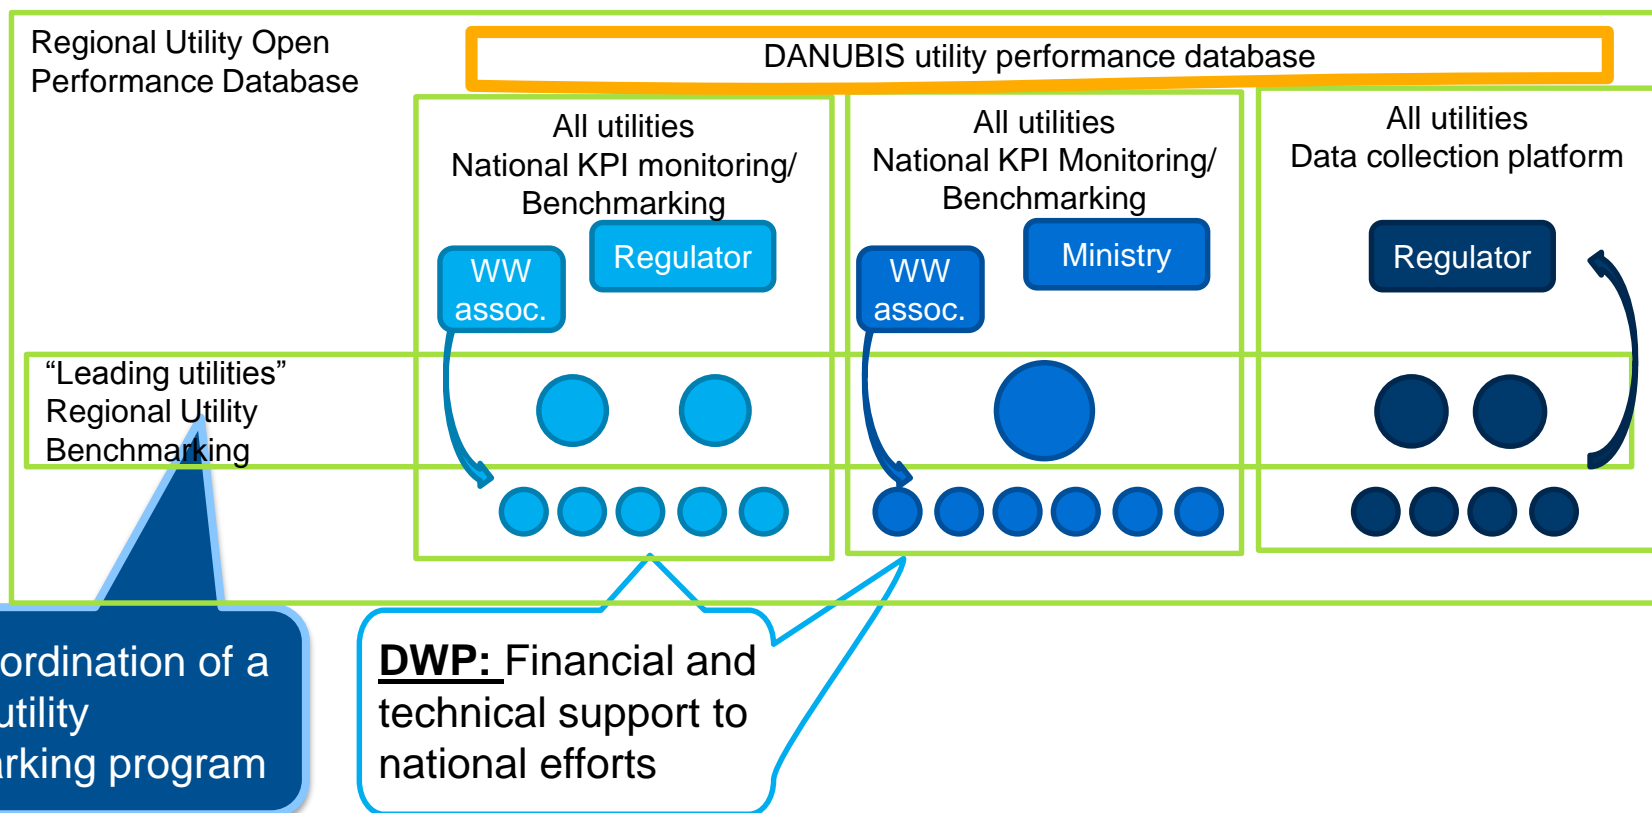 Regional Utility Open
Performance Database
DANUBIS utility performance database
All utilities
National KPI monitoring/
Benchmarking
WW
assoc.
Regulator
All utilities
National KPI Monitoring/
Benchmarking
WW
assoc.
Ministry
All utilities
Data collection platform
Regulator
“Leading utilities”
Regional Utility
Benchmarking
ordination of a
utility
arking program
DWP: Financial and
technical support to
national efforts